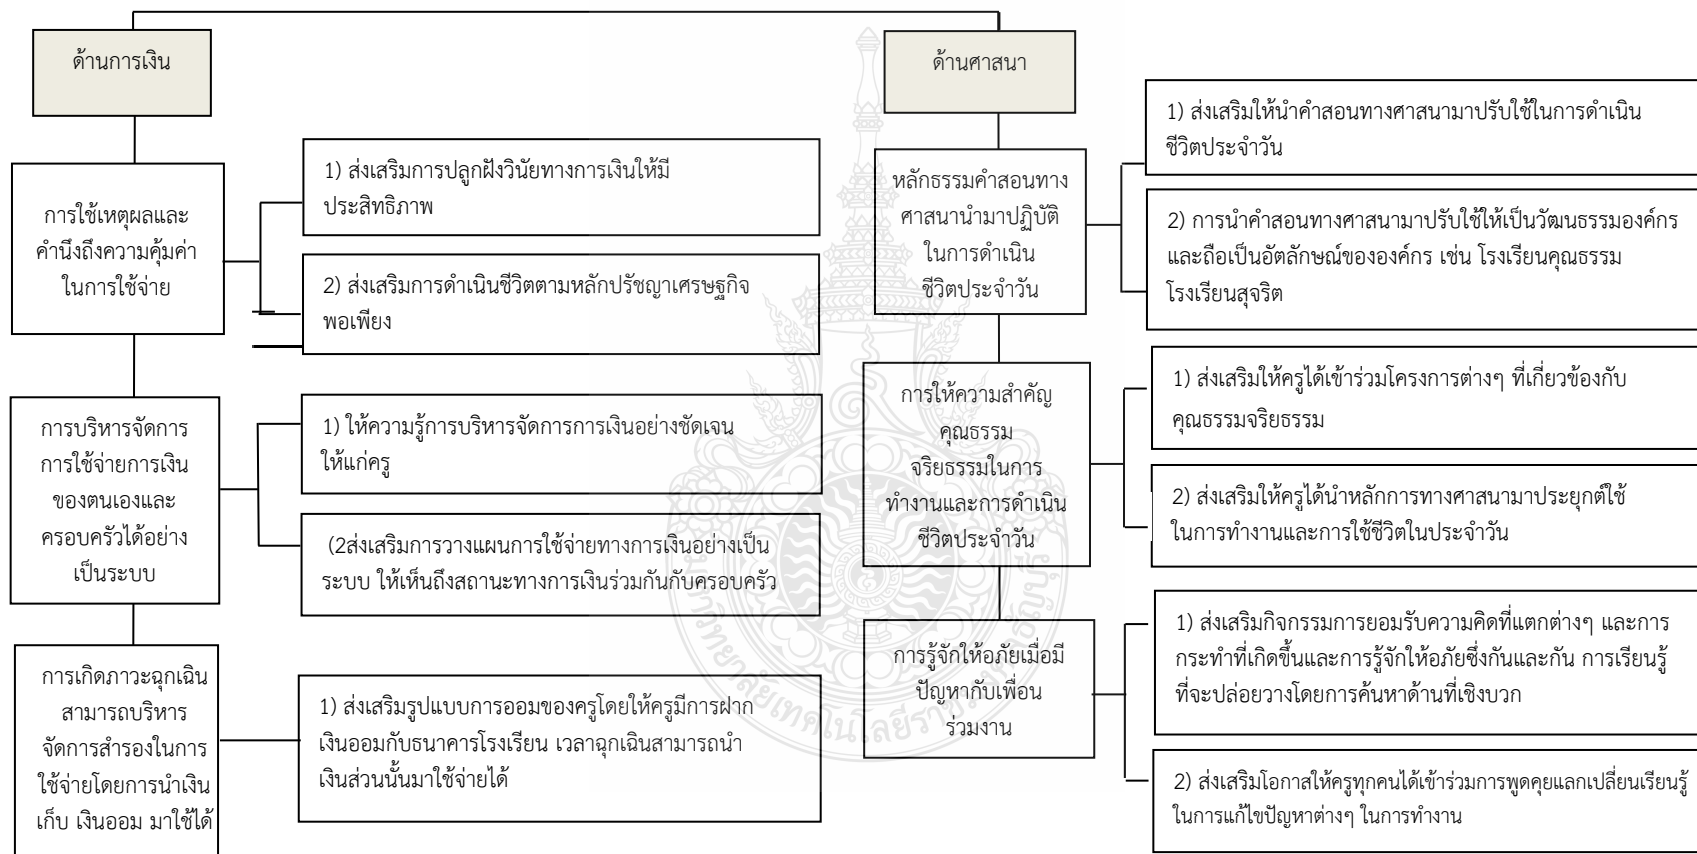 ด้านการเงิน
การใช้เหตุผลและ
คำนึงถึงความคุ้มค่า
ในการใช้จ่าย
1) ส่งเสริมการปลูกฝังวินัยทางการเงินให้มี
ประสิทธิภาพ
2) ส่งเสริมการดำเนินชีวิตตามหลักปรัชญาเศรษฐกิจ
พอเพียง
การบริหารจัดการ
การใช้จ่ายการเงิน
ของตนเองและ
ครอบครัวได้อย่าง
เป็นระบบ
1) ให้ความรู้การบริหารจัดการการเงินอย่างชัดเจน
ให้แก่ครู
(2ส่งเสริมการวางแผนการใช้จ่ายทางการเงินอย่างเป็น
ระบบ ให้เห็นถึงสถานะทางการเงินร่วมกันกับครอบครัว
การเกิดภาวะฉุกเฉิน
สามารถบริหาร
จัดการสำรองในการ
ใช้จ่ายโดยการนำเงิน
เก็บ เงินออม มาใช้ได้
1) ส่งเสริมรูปแบบการออมของครูโดยให้ครูมีการฝาก
เงินออมกับธนาคารโรงเรียน เวลาฉุกเฉินสามารถนำ
เงินส่วนนั้นมาใช้จ่ายได้
ด้านศาสนา
หลักธรรมคำสอนทาง
ศาสนานำมาปฏิบัติ
ในการดำเนิน
ชีวิตประจำวัน
1) ส่งเสริมให้นำคำสอนทางศาสนามาปรับใช้ในการดำเนิน
ชีวิตประจำวัน
2) การนำคำสอนทางศาสนามาปรับใช้ให้เป็นวัฒนธรรมองค์กร
และถือเป็นอัตลักษณ์ขององค์กร เช่น โรงเรียนคุณธรรม
โรงเรียนสุจริต
การให้ความสำคัญ
คุณธรรม
จริยธรรมในการ
ทำงานและการดำเนิน
ชีวิตประจำวัน
1) ส่งเสริมให้ครูได้เข้าร่วมโครงการต่างๆ ที่เกี่ยวข้องกับ
คุณธรรมจริยธรรม
2) ส่งเสริมให้ครูได้นำหลักการทางศาสนามาประยุกต์ใช้
ในการทำงานและการใช้ชีวิตในประจำวัน
การรู้จักให้อภัยเมื่อมี
ปัญหากับเพื่อน
ร่วมงาน
1) ส่งเสริมกิจกรรมการยอมรับความคิดที่แตกต่างๆ และการ
กระทำที่เกิดขึ้นและการรู้จักให้อภัยซึ่งกันและกัน การเรียนรู้
ที่จะปล่อยวางโดยการค้นหาด้านที่เชิงบวก
2) ส่งเสริมโอกาสให้ครูทุกคนได้เข้าร่วมการพูดคุยแลกเปลี่ยนเรียนรู้
ในการแก้ไขปัญหาต่างๆ ในการทำงาน